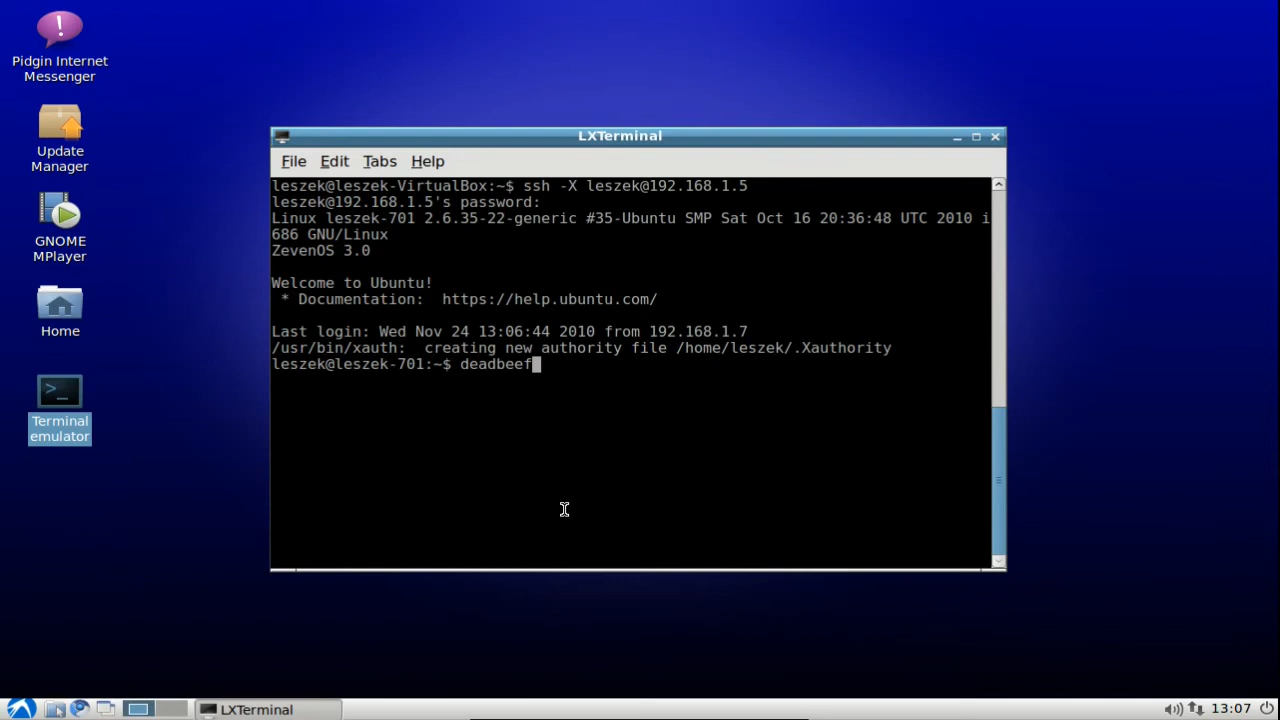 Pidgin Internet
Messenger
Update
Manager
GNOME
MPlayer
Home
Terminal
emulator
LXTerminal
File Edit Tabs Help
leszek@leszek-VirtualBox:~$ ssh -X leszek@192.168.1.5
leszek@192.168.1.5's password:
Linux leszek-701 2.6.35-22-generic #35-Ubuntu SMP Sat Oct 16 20:36:48 UTC 2010 i
686 GNU/Linux
ZevenOS 3.0
Welcome to Ubuntu!
* Documentation:  https://help.ubuntu.com/
Last login: Wed Nov 24 13:06:44 2010 from 192.168.1.7
/usr/bin/xauth:  creating new authority file /home/leszek/.Xauthority
leszek@leszek-701:~$ deadbeef
LXTerminal
13:07